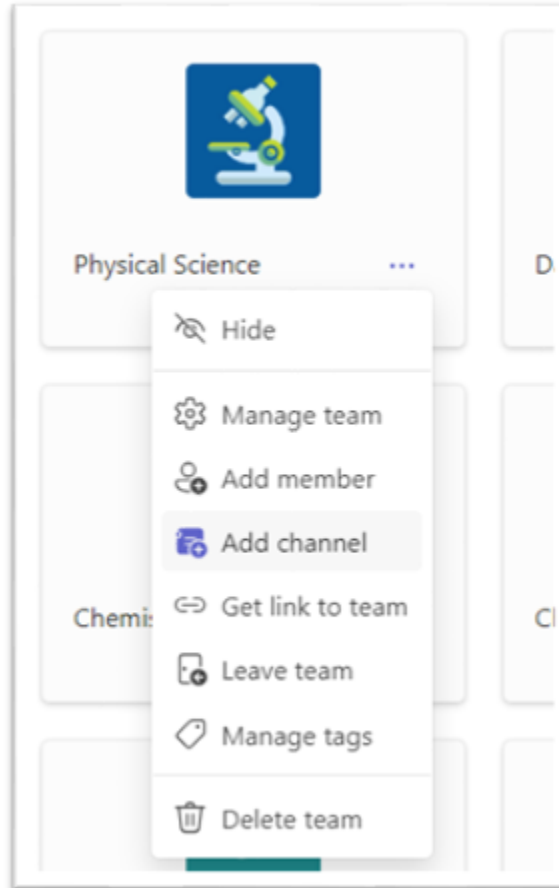 Physical Science
Hide
Manage team
Add member
Add channel
Chemis
Get link to team
Leave team
Manage tags
Delete team